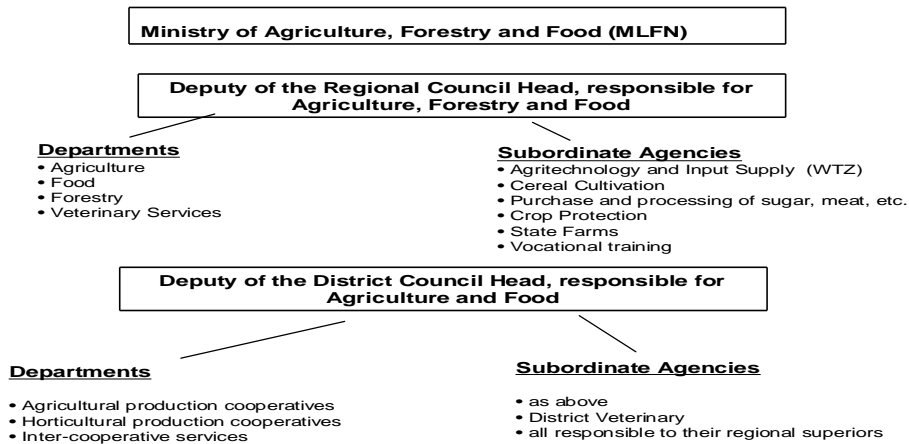 Ministry of Agriculture, Forestry and Food (MLFN)
Deputy of the Regional Council Head, responsible for
Agriculture, Forestry and Food
Departments
• Agriculture
• Food
• Forestry
• Veterinary Services
Subordinate Agencies
• Agritechnology and Input Supply (WTZ)
• Cereal Cultivation
• Purchase and processing of sugar, meat, etc.
• Crop Protection
• State Farms
• Vocational training
Deputy of the District Council Head, responsible for
Agriculture and Food
Departments
• Agricultural production cooperatives
• Horticultural production cooperatives
• Inter-cooperative services
Subordinate Agencies
• as above
• District Veterinary
• all responsible to their regional superiors